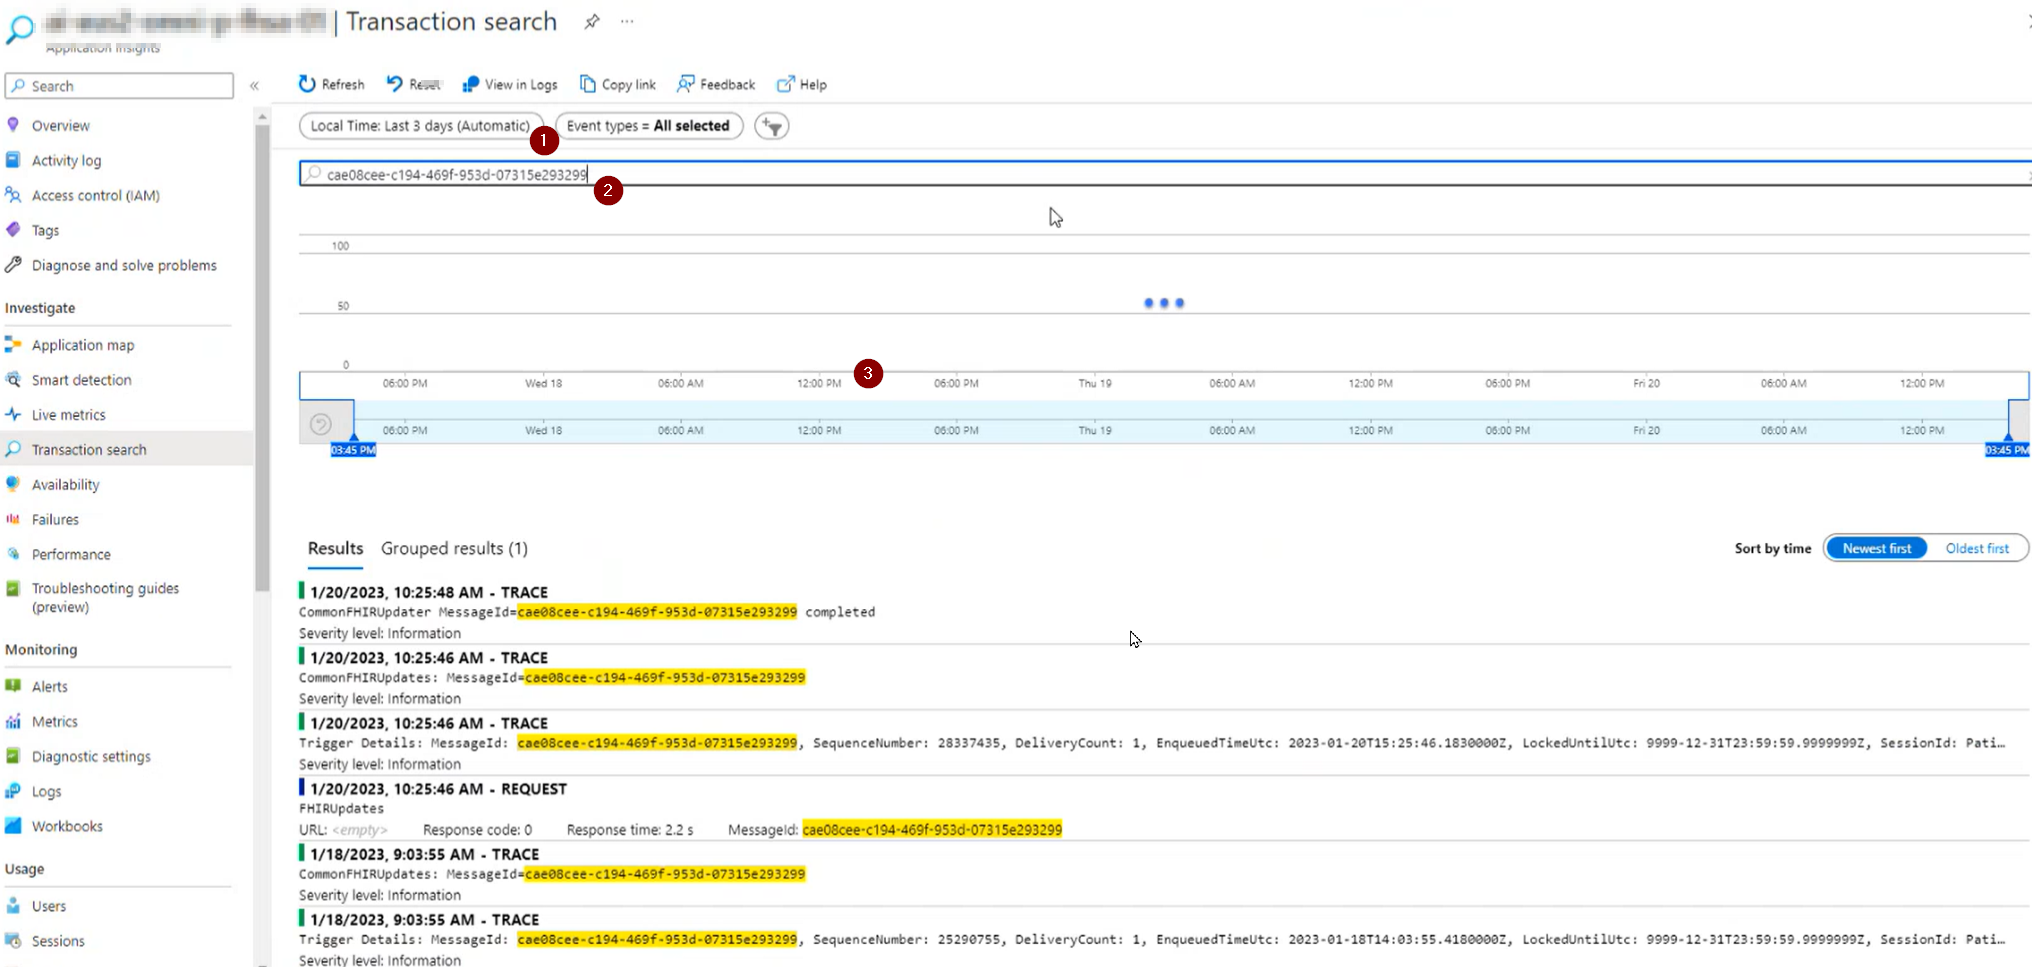 | Transaction search
Application Insights
Search
Refresh Reset View in Logs Copy link Feedback Help
Local Time: Last 3 days (Automatic) Event types = All selected
1
cae08cee-c194-469f-953d-07315e293299
2
Overview
Activity log
Access control (IAM)
Tags
Diagnose and solve problems
Investigate
Application map
Smart detection
Live metrics
Transaction search
Availability
Failures
Performance
Troubleshooting guides
(preview)
Monitoring
Alerts
Metrics
Diagnostic settings
Logs
Workbooks
Usage
Users
Sessions
100
50
0
3
06:00 PM Wed 18 06:00 AM 12:00 PM 06:00 PM Thu 19 06:00 AM 12:00 PM 06:00 PM Fri 20 06:00 AM 12:00 PM
06:00 PM Wed 18 06:00 AM 12:00 PM 06:00 PM Thu 19 06:00 AM 12:00 PM 06:00 PM Fri 20 06:00 AM 12:00 PM
03:45 PM 03:45 PM
Results Grouped results (1) Sort by time Newest first Oldest first
1/20/2023, 10:25:48 AM - TRACE
CommonFHIRUpdater MessageId=cae08cee-c194-469f-953d-07315e293299 completed
Severity level: Information
1/20/2023, 10:25:46 AM - TRACE
CommonFHIRUpdates: MessageId=cae08cee-c194-469f-953d-07315e293299
Severity level: Information
1/20/2023, 10:25:46 AM - TRACE
Trigger Details: MessageId: cae08cee-c194-469f-953d-07315e293299, SequenceNumber: 28337435, DeliveryCount: 1, EnqueuedTimeUtc: 2023-01-20T15:25:46.1830000Z, LockedUntilUtc: 9999-12-31T23:59:59.9999999Z, SessionId: Pati…
Severity level: Information
1/20/2023, 10:25:46 AM - REQUEST
FHIRUpdates
URL: <empty> Response code: 0 Response time: 2.2 s MessageId: cae08cee-c194-469f-953d-07315e293299
1/18/2023, 9:03:55 AM - TRACE
CommonFHIRUpdates: MessageId=cae08cee-c194-469f-953d-07315e293299
Severity level: Information
1/18/2023, 9:03:55 AM - TRACE
Trigger Details: MessageId: cae08cee-c194-469f-953d-07315e293299, SequenceNumber: 25290755, DeliveryCount: 1, EnqueuedTimeUtc: 2023-01-18T14:03:55.4180000Z, LockedUntilUtc: 9999-12-31T23:59:59.9999999Z, SessionId: Pati…
Severity level: Information